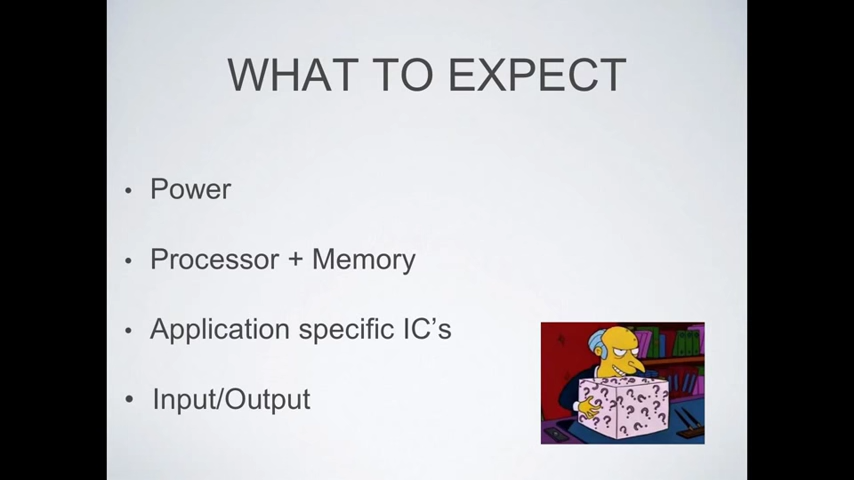 WHAT TO EXPECT
• Power
• Processor + Memory
• Application specific IC’s
• Input/Output